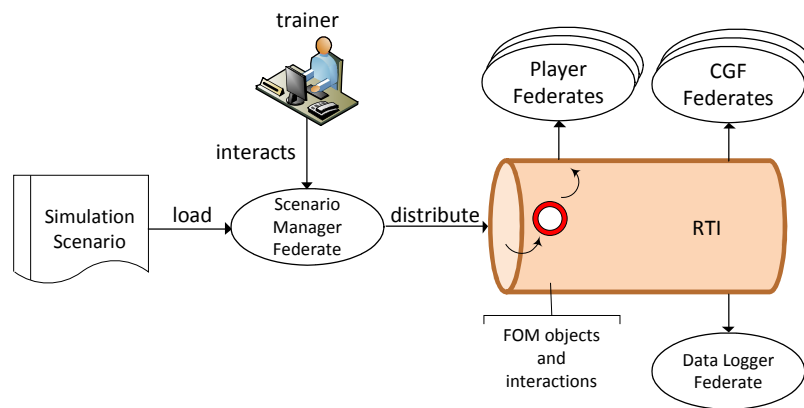 trainer
Player
Federates
CGF
Federates
interacts
Simulation
Scenario
load
Scenario
Manager
Federate
distribute
RTI
FOM objects
and
interactions
Data Logger
Federate